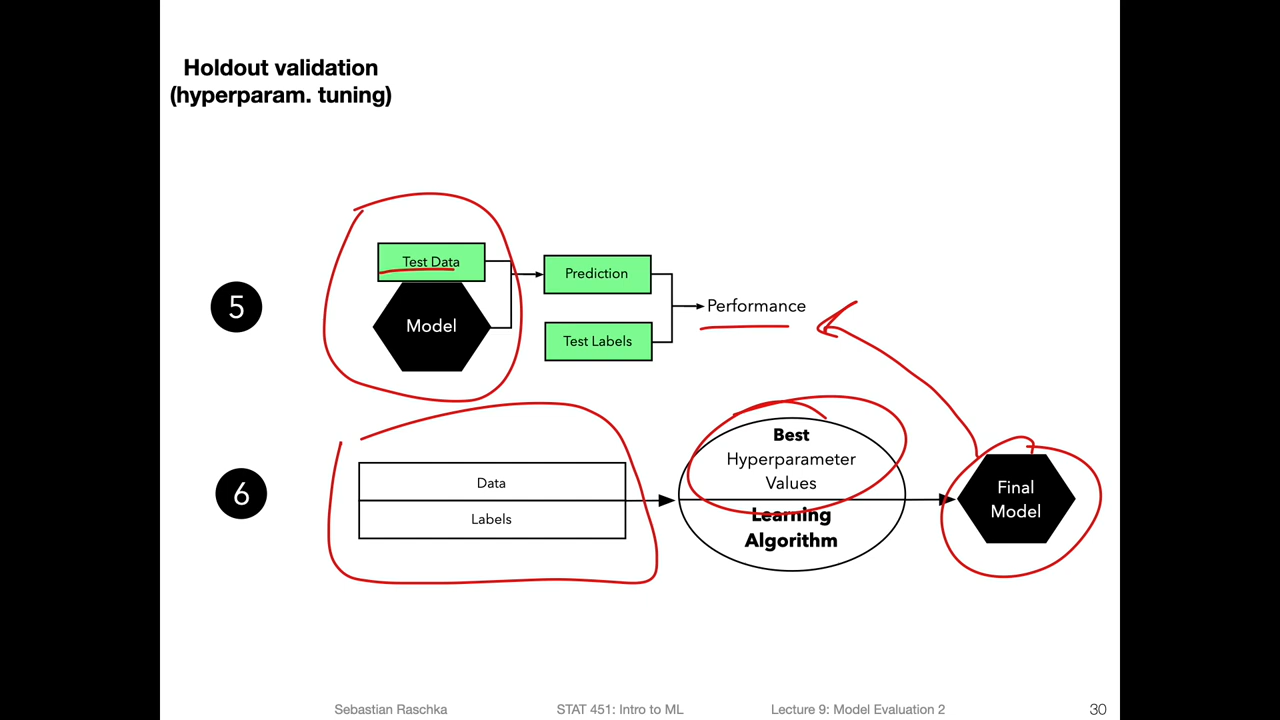 Holdout validation
(hyperparam. tuning)
5
Test Data
Model
Prediction
Test Labels
Performance
6
Data
Labels
Best
Hyperparameter
Values
Learning
Algorithm
Final
Model
Sebastian Raschka STAT 451: Intro to ML Lecture 9: Model Evaluation 2 30